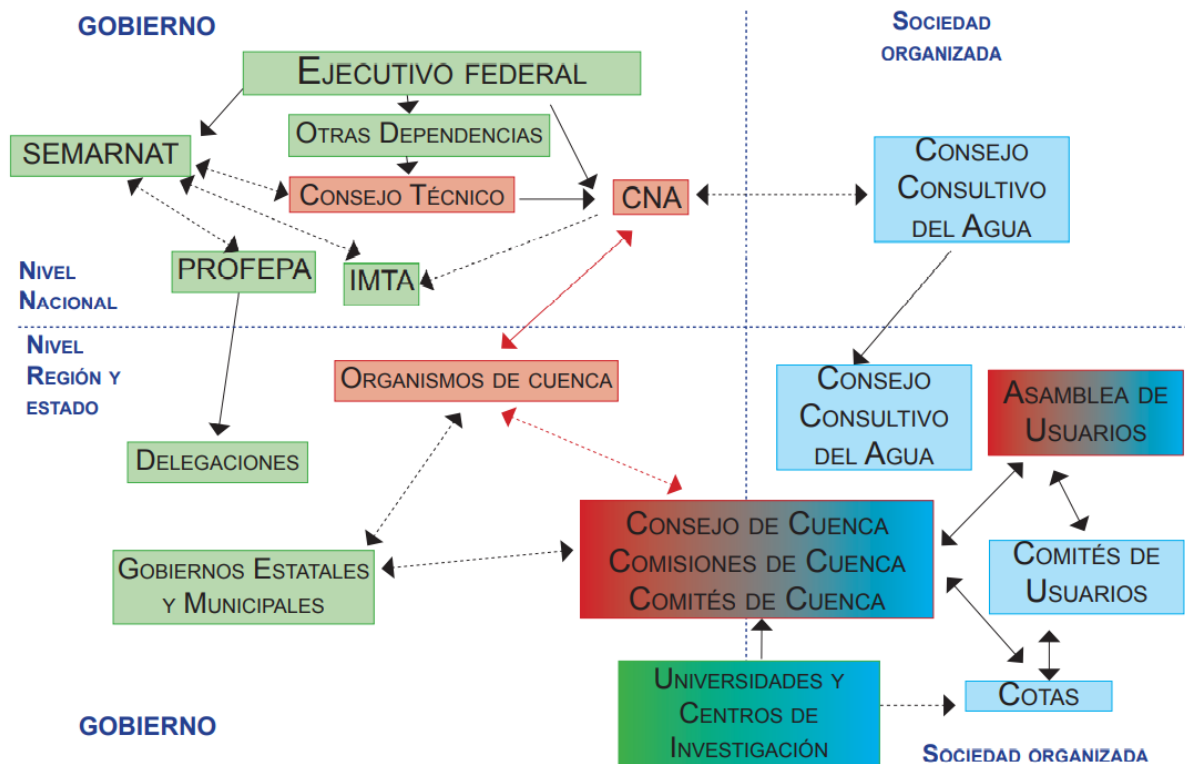 GOBIERNO
SOCIEDAD
ORGANIZADA
EJECUTIVO FEDERAL
OTRAS DEPENDENCIAS
SEMARNAT
CONSEJO TÉCNICO
CNA
CONSEJO
CONSULTIVO
DEL AGUA
PROFEPA
IMTA
NIVEL
NACIONAL
NIVEL
REGIÓN Y
ESTADO
ORGANISMOS DE CUENCA
CONSEJO
CONSULTIVO
DEL AGUA
ASAMBLEA DE
USUARIOS
DELEGACIONES
CONSEJO DE CUENCA
COMISIONES DE CUENCA
COMITÉS DE CUENCA
GOBIERNOS ESTATALES
Y MUNICIPALES
COMITÉS DE
USUARIOS
UNIVERSIDADES Y
CENTROS DE
INVESTIGACIÓN
COTAS
GOBIERNO
SOCIEDAD ORGANIZADA